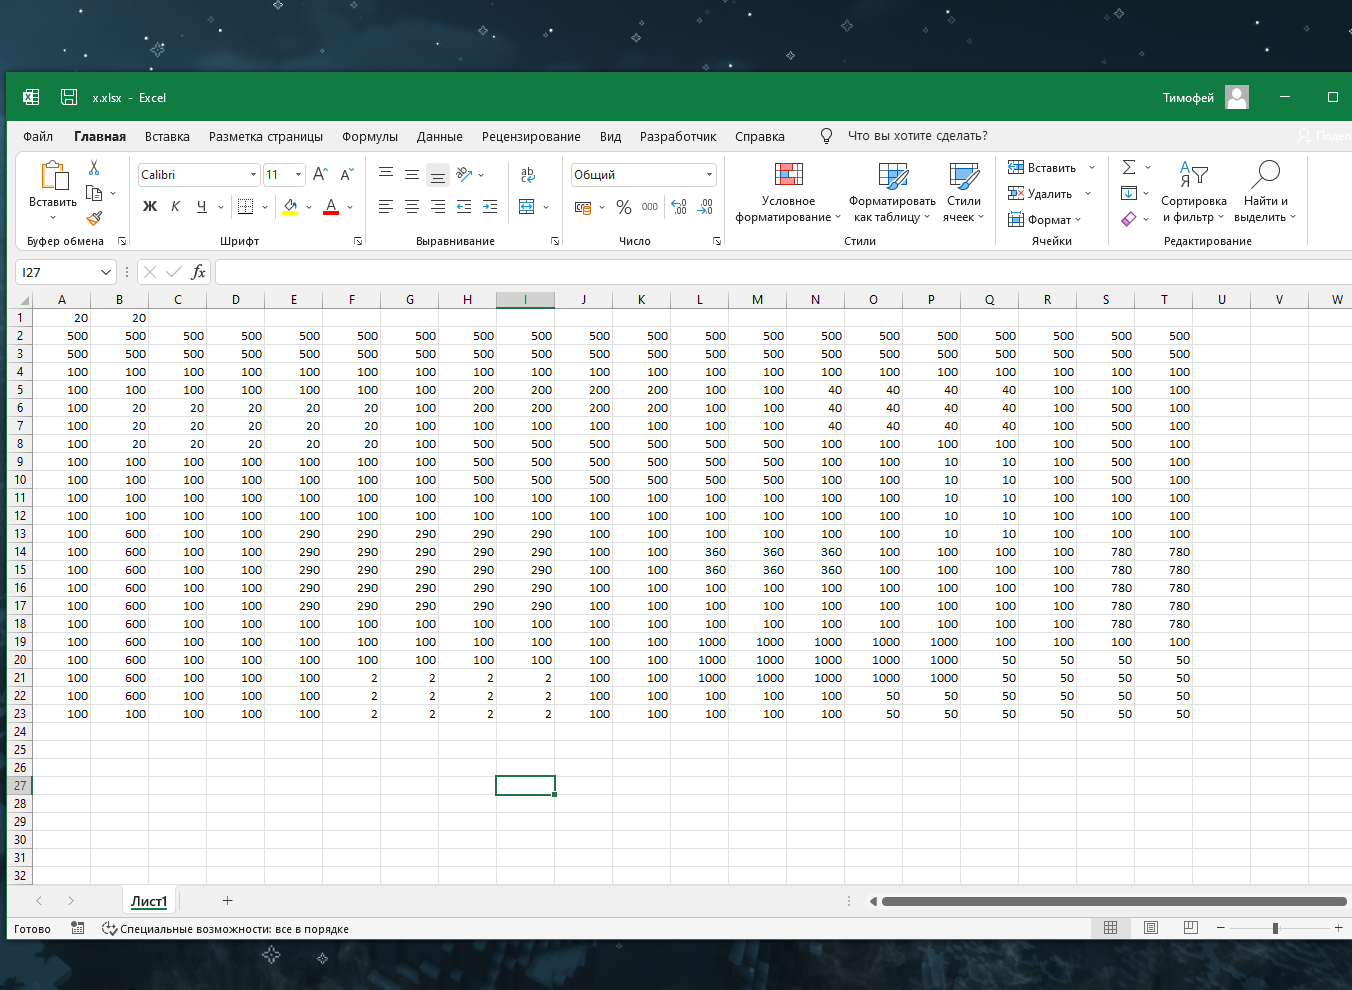 x.xlsx - Excel
Тимофей
Файл Главная Вставка Разметка страницы Формулы Данные Рецензирование Вид Разработчик Справка Что вы хотите сделать?
Calibri 11 Общий
Вставить
Ж К Ч
% 000
Условное форматирование
Форматировать как таблицу
Стили ячеек
Вставить
Удалить
Формат
Сортировка и фильтр
Найти и выделить
Буфер обмена Шрифт Выравнивание Число Стили Ячейки Редактирование
I27 fx
A B C D E F G H I J K L M N O P Q R S T U V W
1 20 20
2 500 500 500 500 500 500 500 500 500 500 500 500 500 500 500 500 500 500 500 500
3 500 500 500 500 500 500 500 500 500 500 500 500 500 500 500 500 500 500 500 500
4 100 100 100 100 100 100 100 100 100 100 100 100 100 100 100 100 100 100 100 100
5 100 100 100 100 100 100 100 200 200 200 200 100 100 40 40 40 40 100 100 100
6 100 20 20 20 20 20 100 200 200 200 200 100 100 40 40 40 40 100 500 100
7 100 20 20 20 20 20 100 100 100 100 100 100 100 40 40 40 40 100 500 100
8 100 20 20 20 20 20 100 500 500 500 500 500 500 100 100 100 100 100 500 100
9 100 100 100 100 100 100 100 500 500 500 500 500 500 100 100 10 10 100 500 100
10 100 100 100 100 100 100 100 500 500 500 500 500 500 100 100 10 10 100 500 100
11 100 100 100 100 100 100 100 100 100 100 100 100 100 100 100 10 10 100 100 100
12 100 100 100 100 100 100 100 100 100 100 100 100 100 100 100 10 10 100 100 100
13 100 600 100 100 290 290 290 290 290 100 100 100 100 100 100 10 10 100 100 100
14 100 600 100 100 290 290 290 290 290 100 100 360 360 360 100 100 100 100 780 780
15 100 600 100 100 290 290 290 290 290 100 100 360 360 360 100 100 100 100 780 780
16 100 600 100 100 290 290 290 290 290 100 100 100 100 100 100 100 100 100 780 780
17 100 600 100 100 290 290 290 290 290 100 100 100 100 100 100 100 100 100 780 780
18 100 600 100 100 100 100 100 100 100 100 100 100 100 100 100 100 100 100 780 780
19 100 600 100 100 100 100 100 100 100 100 100 1000 1000 1000 1000 1000 100 100 100 100
20 100 600 100 100 100 100 100 100 100 100 100 1000 1000 1000 1000 1000 50 50 50 50
21 100 600 100 100 100 2 2 2 2 100 100 1000 1000 1000 1000 1000 50 50 50 50
22 100 600 100 100 100 2 2 2 2 100 100 100 100 100 50 50 50 50 50 50
23 100 100 100 100 100 2 2 2 2 100 100 100 100 100 50 50 50 50 50 50
24
25
26
27
28
29
30
31
32
Лист1
Готово Специальные возможности: все в порядке